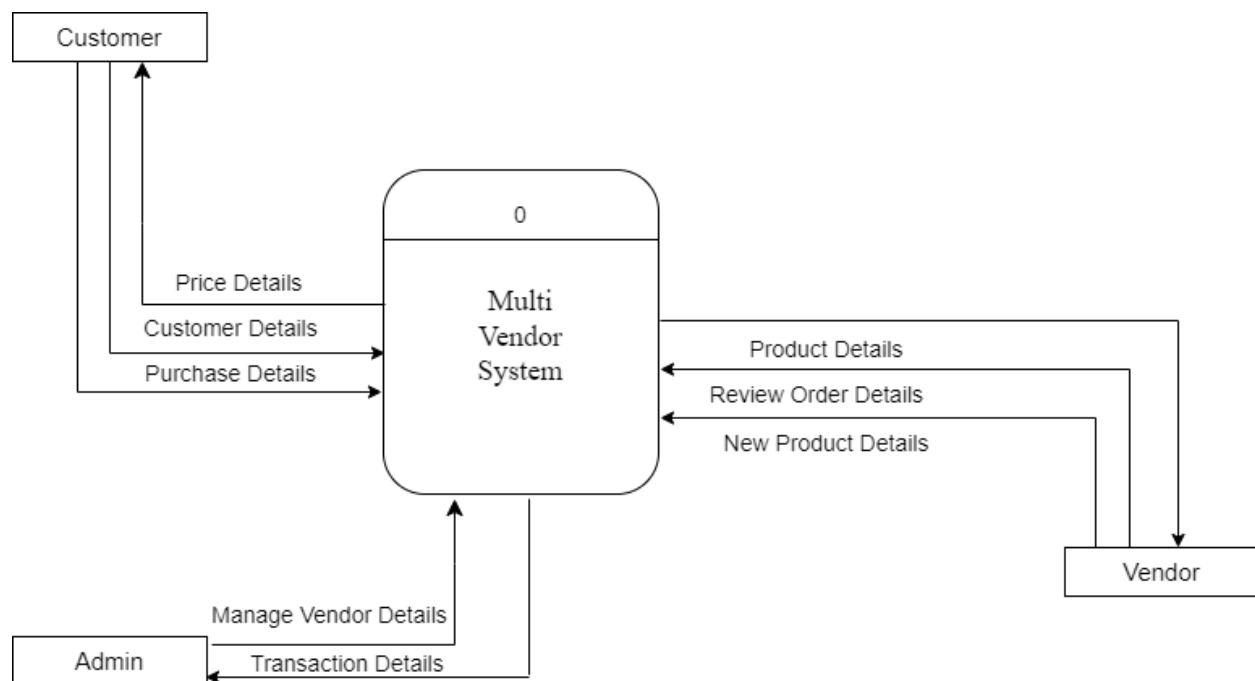 Customer
0
Price Details
Multi
Vendor
System
Customer Details
Purchase Details
Product Details
Review Order Details
New Product Details
Vendor
Manage Vendor Details
Admin
Transaction Details